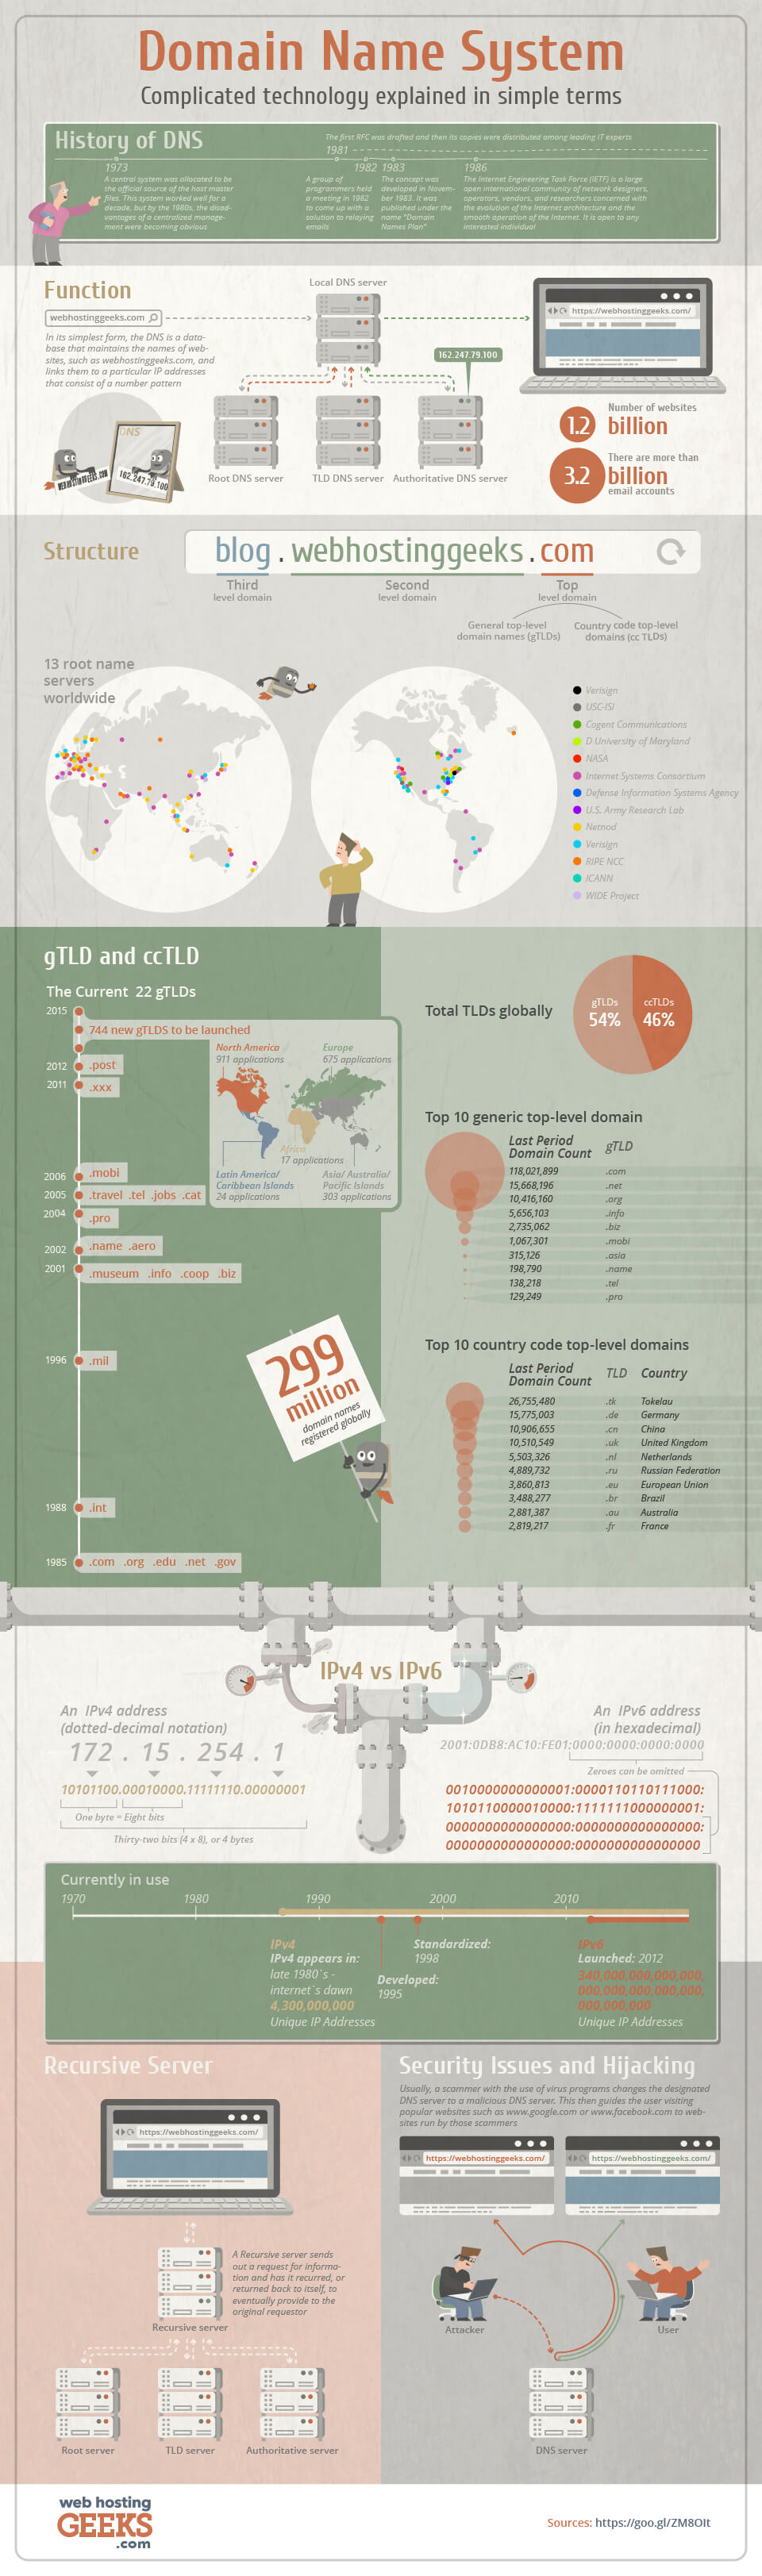 Domain Name System
Complicated technology explained in simple terms
History of DNS
The first RFC was drafted and then its copies were distributed among leading IT experts
1981
1973
1982 1983
1986
A central system was allocated to be
the official source of the host master
files. This system worked well for a
decade, but by the 1980s, the disad-
vantages of a centralized manage-
ment were becoming obvious
A group of
programmers held
a meeting in 1982
to come up with a
solution to relaying
emails
The concept was
developed in Novem-
ber 1983. It was
published under the
name "Domain
Names Plan"
The Internet Engineering Task Force (IETF) is a large
open international community of network designers,
operators, vendors, and researchers concerned with
the evolution of the Internet architecture and the
smooth operation of the Internet. It is open to any
interested individual
Function
Local DNS server
webhostinggeeks.com
https://webhostinggeeks.com/
In its simplest form, the DNS is a data-
base that maintains the names of web-
sites, such as webhostinggeeks.com, and
links them to a particular IP addresses
that consist of a number pattern
162.247.79.100
DNS
WEBHOSTINGGEEKS.COM
162.247.79.100
Root DNS server
TLD DNS server
Authoritative DNS server
Number of websites
1.2 billion
There are more than
3.2 billion
email accounts
Structure
blog . webhostinggeeks . com
Third
level domain
Second
level domain
Top
level domain
General top-level
domain names (gTLDs)
Country code top-level
domains (cc TLDs)
13 root name
servers
worldwide
Verisign
USC-ISI
Cogent Communications
D University of Maryland
NASA
Internet Systems Consortium
Defense Information Systems Agency
U.S. Army Research Lab
Netnod
Verisign
RIPE NCC
ICANN
WIDE Project
gTLD and ccTLD
The Current 22 gTLDs
2015
744 new gTLDS to be launched
2012 .post
2011 .xxx
2006 .mobi
2005 .travel .tel .jobs .cat
2004 .pro
2002 .name .aero
2001 .museum .info .coop .biz
1996 .mil
1988 .int
1985 .com .org .edu .net .gov
North America
911 applications
Europe
675 applications
Africa
17 applications
Latin America/
Caribbean Islands
24 applications
Asia/ Australia/
Pacific Islands
303 applications
299
million
domain names
registered globally
Total TLDs globally
gTLDs
54%
ccTLDs
46%
Top 10 generic top-level domain
Last Period
Domain Count
gTLD
118,021,899 .com
15,668,196 .net
10,416,160 .org
5,656,103 .info
2,735,062 .biz
1,067,301 .mobi
315,126 .asia
198,790 .name
138,218 .tel
129,249 .pro
Top 10 country code top-level domains
Last Period
Domain Count
TLD Country
26,755,480 .tk Tokelau
15,775,003 .de Germany
10,906,655 .cn China
10,510,549 .uk United Kingdom
5,503,326 .nl Netherlands
4,889,732 .ru Russian Federation
3,860,813 .eu European Union
3,488,277 .br Brazil
2,881,387 .au Australia
2,819,217 .fr France
IPv4 vs IPv6
An IPv4 address
(dotted-decimal notation)
172 . 15 . 254 . 1
10101100.00010000.11111110.00000001
One byte = Eight bits
Thirty-two bits (4 x 8), or 4 bytes
An IPv6 address
(in hexadecimal)
2001:0DB8:AC10:FE01:0000:0000:0000:0000
Zeroes can be omitted
0010000000000001:0000110110111000:
1010110000010000:1111111000000001:
0000000000000000:0000000000000000:
0000000000000000:0000000000000000
Currently in use
1970
1980
1990
2000
2010
IPv4
IPv4 appears in:
late 1980`s -
internet`s dawn
4,300,000,000
Unique IP Addresses
Developed:
1995
Standardized:
1998
IPv6
Launched: 2012
340,000,000,000,000,
000,000,000,000,000,
000,000,000
Unique IP Addresses
Recursive Server
https://webhostinggeeks.com/
A Recursive server sends
out a request for informa-
tion and has it recurred, or
returned back to itself, to
eventually provide to the
original requestor
Recursive server
Root server
TLD server
Authoritative server
Security Issues and Hijacking
Usually, a scammer with the use of virus programs changes the designated
DNS server to a malicious DNS server. This then guides the user visiting
popular websites such as www.google.com or www.facebook.com to web-
sites run by those scammers
https://webhostinggeeks.com/
https://webhostinggeeks.com/
Attacker
User
DNS server
web hosting
GEEKS
.com
Sources: https://goo.gl/ZM8OIt